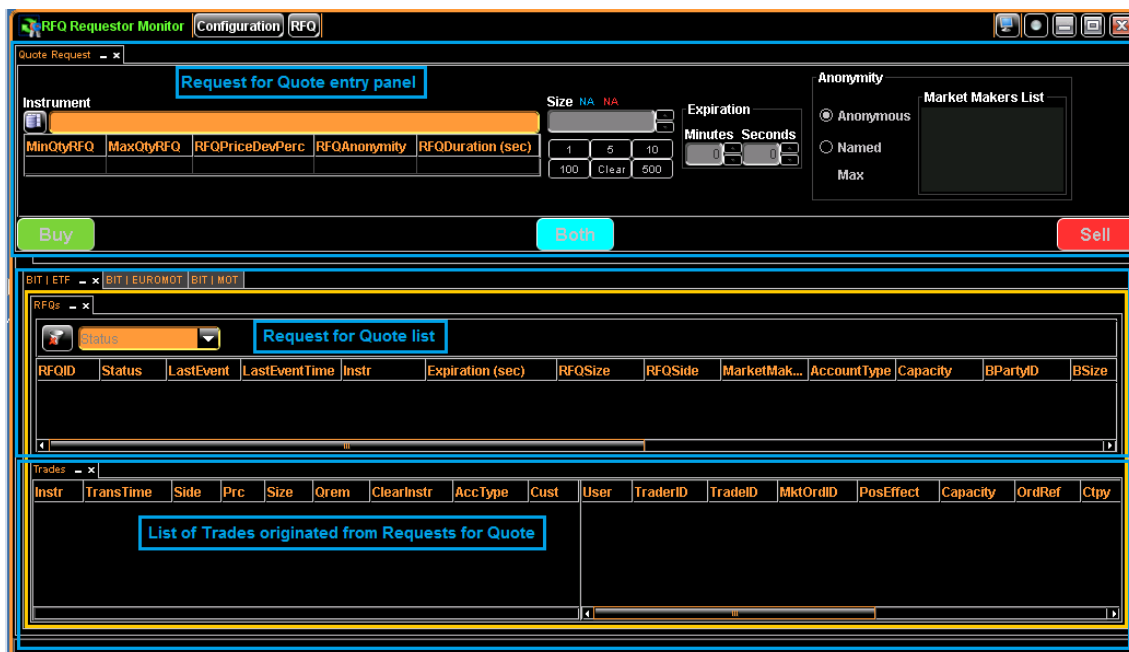 RFQ Requestor Monitor Configuration RFQ
Quote Request
Request for Quote entry panel
Anonymity
Instrument
Size NA NA
Expiration
Market Makers List
Anonymous
Minutes Seconds
MinQtyRFQ MaxQtyRFQ RFQPriceDevPerc RFQAnonymity RFQDuration (sec)
1 5 10
0 0
Named
100 Clear 500
Max
Buy Both Sell
BIT | ETF BIT | EUROMOT BIT | MOT
RFQs
Status
Request for Quote list
RFQID Status LastEvent LastEventTime Instr Expiration (sec) RFQSize RFQSide MarketMak... AccountType Capacity BPartyID BSize
Trades
Instr TransTime Side Prc Size Qrem ClearInstr AccType Cust User TraderID TradeID MktOrdID PosEffect Capacity OrdRef Ctpy
List of Trades originated from Requests for Quote